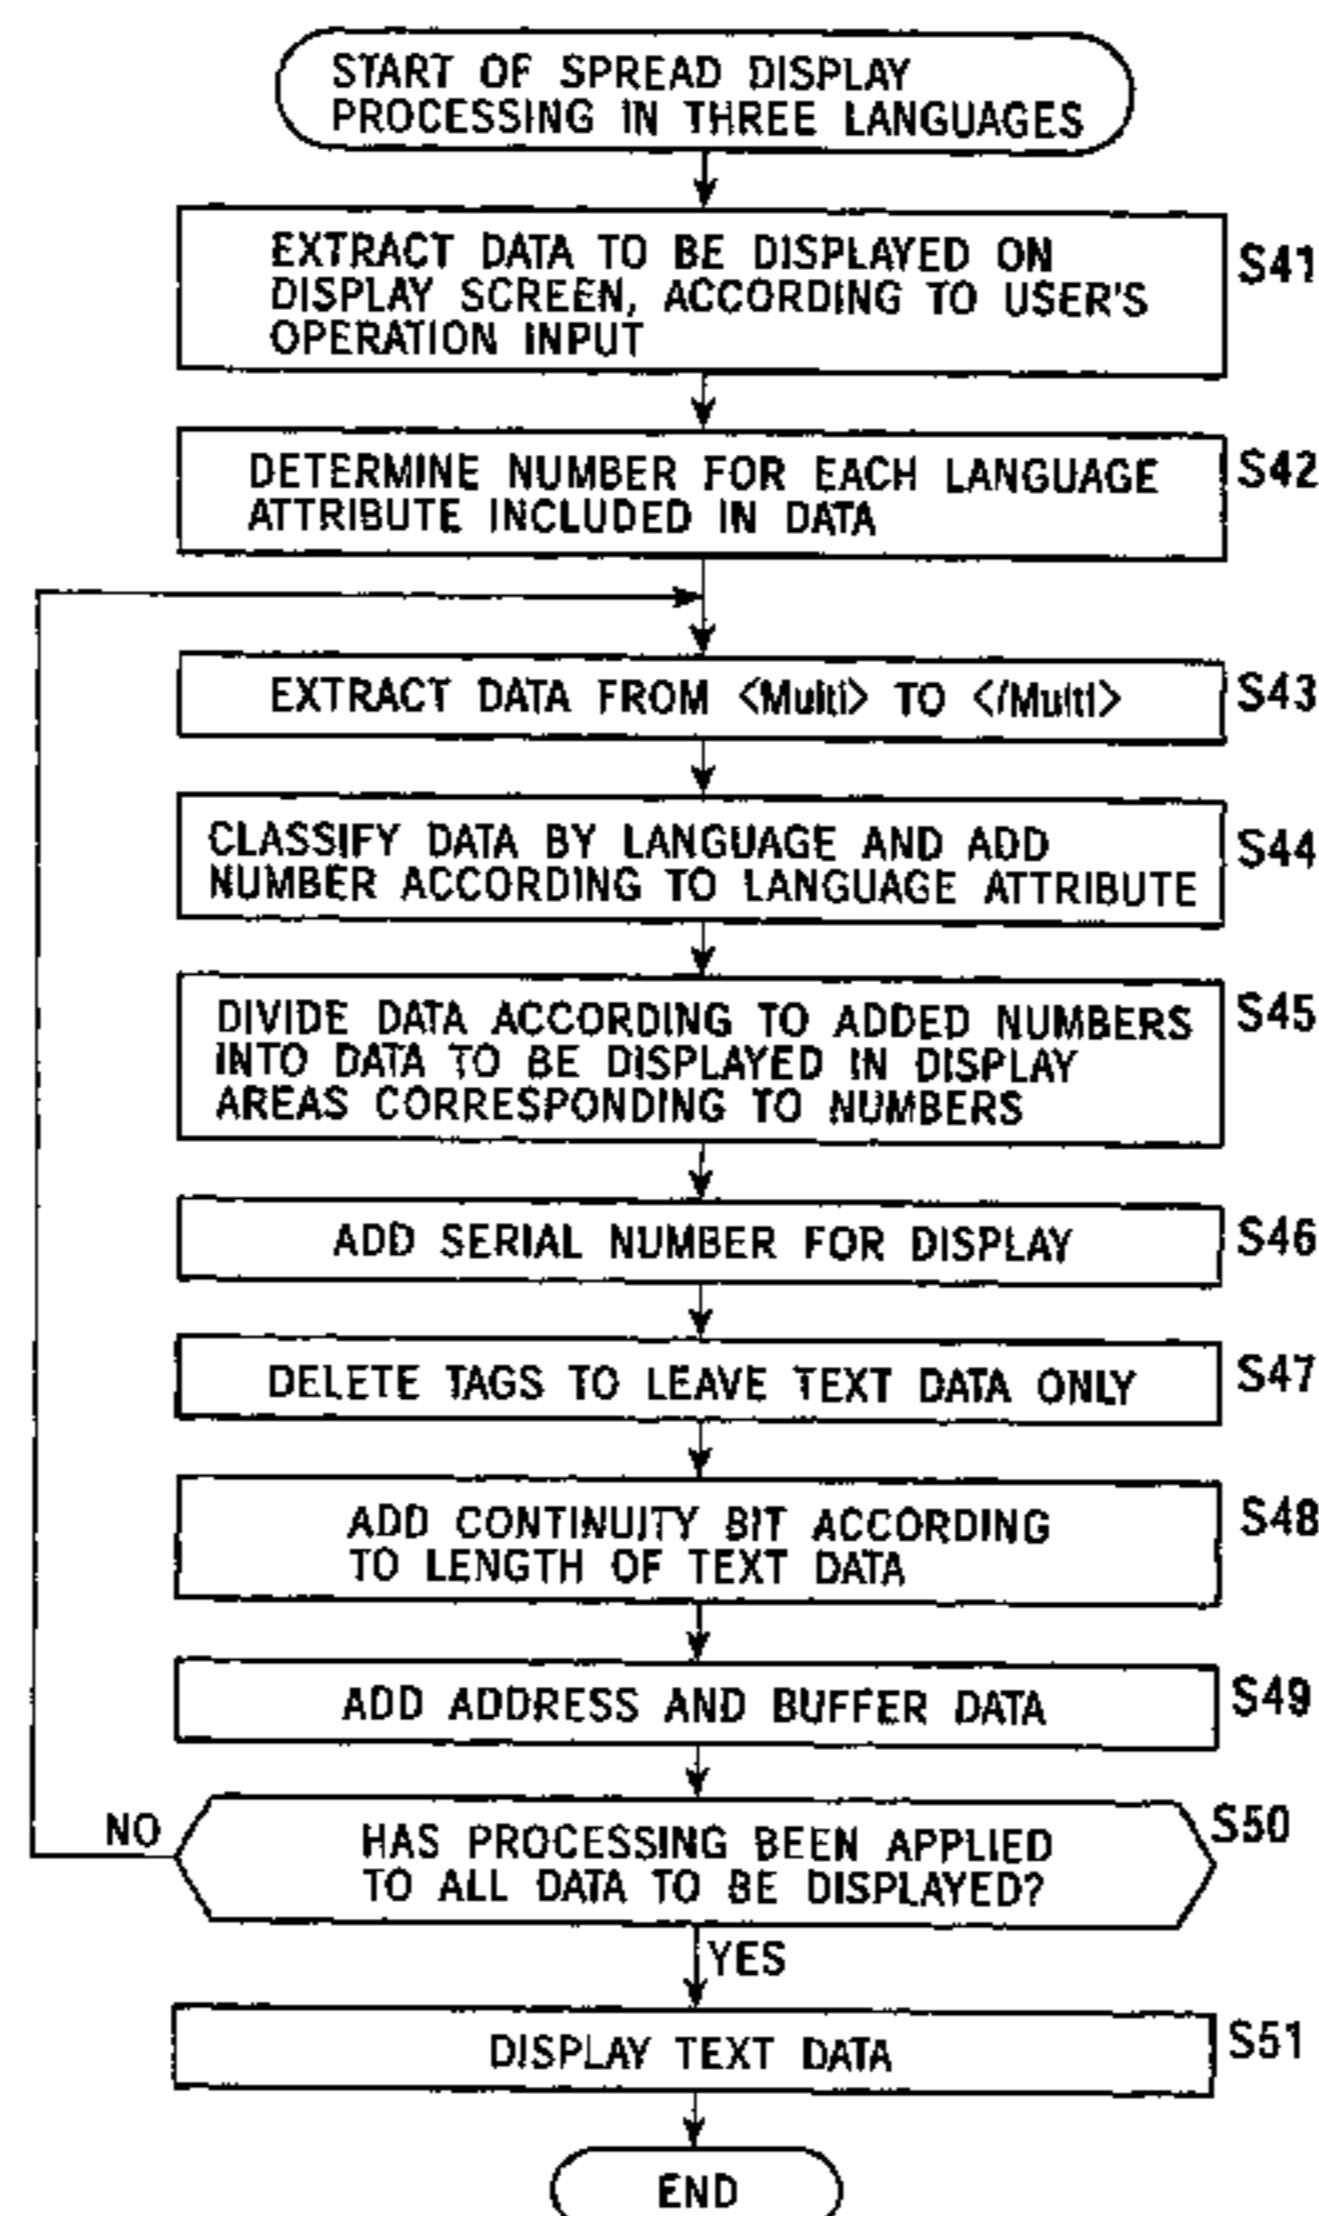 START OF SPREAD DISPLAY
PROCESSING IN THREE LANGUAGES
EXTRACT DATA TO BE DISPLAYED ON
DISPLAY SCREEN, ACCORDING TO USER'S
OPERATION INPUT
S41
DETERMINE NUMBER FOR EACH LANGUAGE
ATTRIBUTE INCLUDED IN DATA
S42
EXTRACT DATA FROM <Multi> TO </Multi>
S43
CLASSIFY DATA BY LANGUAGE AND ADD
NUMBER ACCORDING TO LANGUAGE ATTRIBUTE
S44
DIVIDE DATA ACCORDING TO ADDED NUMBERS
INTO DATA TO BE DISPLAYED IN DISPLAY
AREAS CORRESPONDING TO NUMBERS
S45
ADD SERIAL NUMBER FOR DISPLAY
S46
DELETE TAGS TO LEAVE TEXT DATA ONLY
S47
ADD CONTINUITY BIT ACCORDING
TO LENGTH OF TEXT DATA
S48
ADD ADDRESS AND BUFFER DATA
S49
NO
HAS PROCESSING BEEN APPLIED
TO ALL DATA TO BE DISPLAYED?
S50
YES
DISPLAY TEXT DATA
S51
END